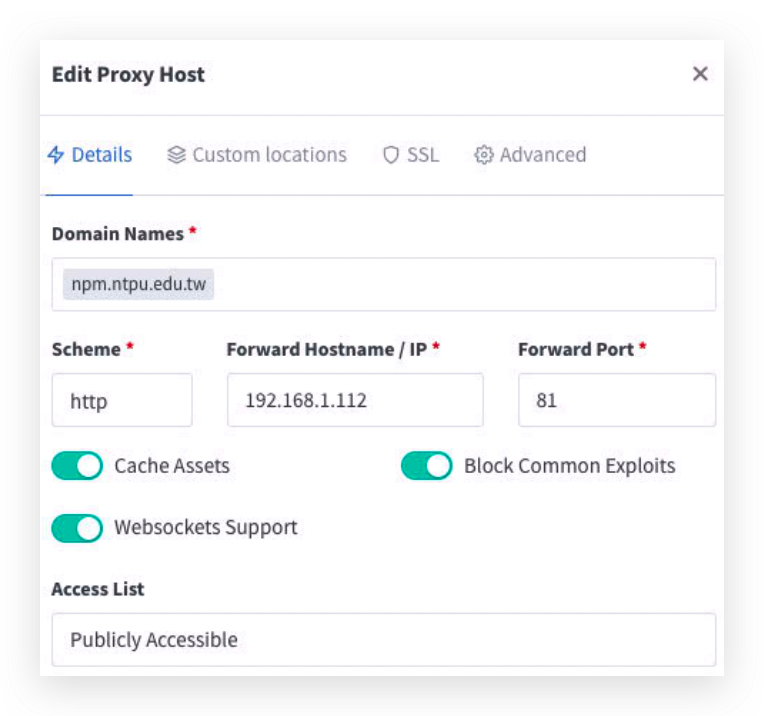 Edit Proxy Host
Details Custom locations SSL Advanced
Domain Names *
npm.ntpu.edu.tw
Scheme * Forward Hostname / IP * Forward Port *
http 192.168.1.112 81
Cache Assets Block Common Exploits
Websockets Support
Access List
Publicly Accessible